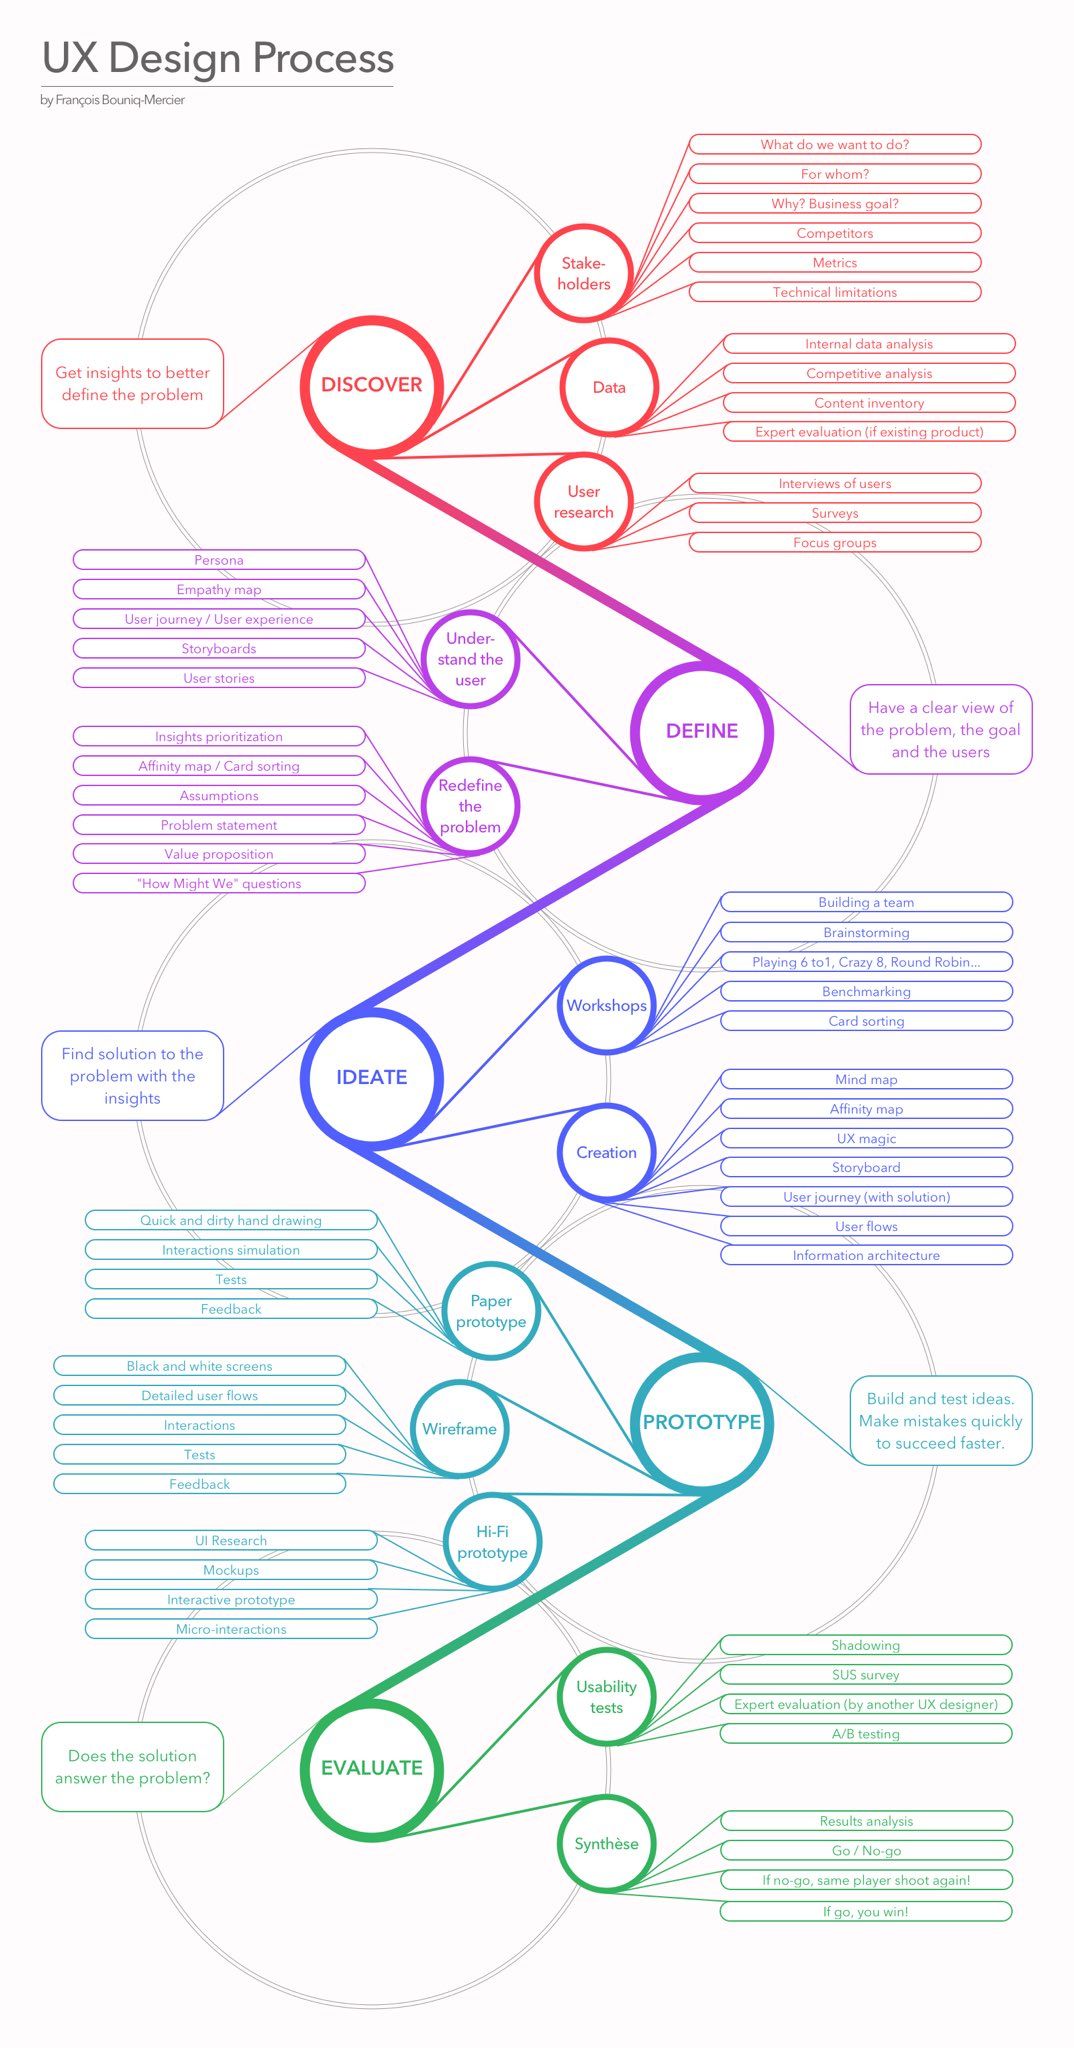 UX Design Process
by François Bouniq-Mercier
What do we want to do?
For whom?
Why? Business goal?
Competitors
Metrics
Technical limitations
Stake-
holders
Get insights to better
define the problem
DISCOVER
Data
Internal data analysis
Competitive analysis
Content inventory
Expert evaluation (if existing product)
User
research
Interviews of users
Surveys
Focus groups
Persona
Empathy map
User journey / User experience
Storyboards
User stories
Under-
stand the
user
DEFINE
Have a clear view of
the problem, the goal
and the users
Insights prioritization
Affinity map / Card sorting
Assumptions
Problem statement
Value proposition
"How Might We" questions
Redefine
the
problem
Building a team
Brainstorming
Playing 6 to1, Crazy 8, Round Robin...
Benchmarking
Card sorting
Workshops
Find solution to the
problem with the
insights
IDEATE
Creation
Mind map
Affinity map
UX magic
Storyboard
User journey (with solution)
User flows
Information architecture
Quick and dirty hand drawing
Interactions simulation
Tests
Feedback
Paper
prototype
Black and white screens
Detailed user flows
Interactions
Tests
Feedback
Wireframe
PROTOTYPE
Build and test ideas.
Make mistakes quickly
to succeed faster.
Hi-Fi
prototype
UI Research
Mockups
Interactive prototype
Micro-interactions
Usability
tests
Shadowing
SUS survey
Expert evaluation (by another UX designer)
A/B testing
Does the solution
answer the problem?
EVALUATE
Synthèse
Results analysis
Go / No-go
If no-go, same player shoot again!
If go, you win!